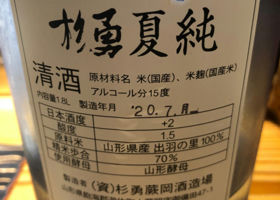 杉勇夏純
清酒
原材料名 米(国産)、米麹(国産米)
アルコール分15度
内容量1.8L 製造年月 '20.7月
日本酒度 +2
酸度 1.5
原料米 山形県産 出羽の里100%
精米歩合 70%
使用酵母 山形酵母
製造者 (資)杉勇蕨岡酒造場